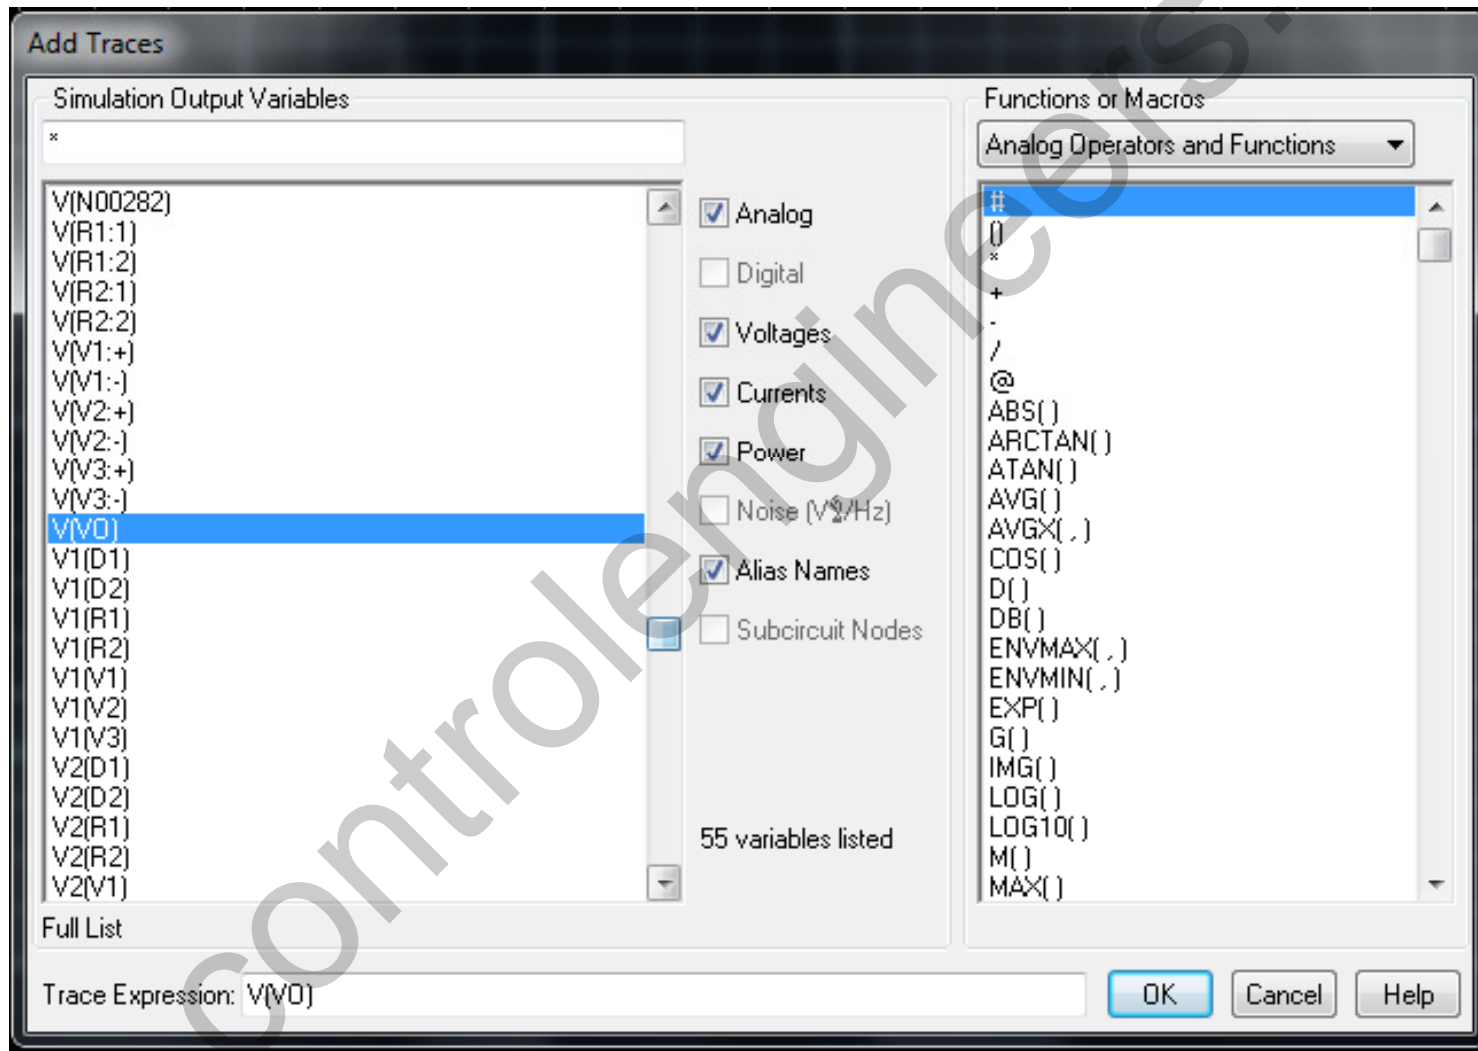 Add Traces
Simulation Output Variables
*
V(N00282)
V(R1:1)
V(R1:2)
V(R2:1)
V(R2:2)
V(V1:+)
V(V1:-)
V(V2:+)
V(V2:-)
V(V3:+)
V(V3:-)
V(VO)
V1(D1)
V1(D2)
V1(R1)
V1(R2)
V1(V1)
V1(V2)
V1(V3)
V2(D1)
V2(D2)
V2(R1)
V2(R2)
V2(V1)
Full List
Analog
Digital
Voltages
Currents
Power
Noise (V²/Hz)
Alias Names
Subcircuit Nodes
55 variables listed
Functions or Macros
Analog Operators and Functions
#
()
*
+
-
/
@
ABS( )
ARCTAN( )
ATAN( )
AVG( )
AVGX( , )
COS( )
D( )
DB( )
ENVMAX( , )
ENVMIN( , )
EXP( )
G( )
IMG( )
LOG( )
LOG10( )
M( )
MAX( )
Trace Expression: V(VO)
OK
Cancel
Help
controlengineers.